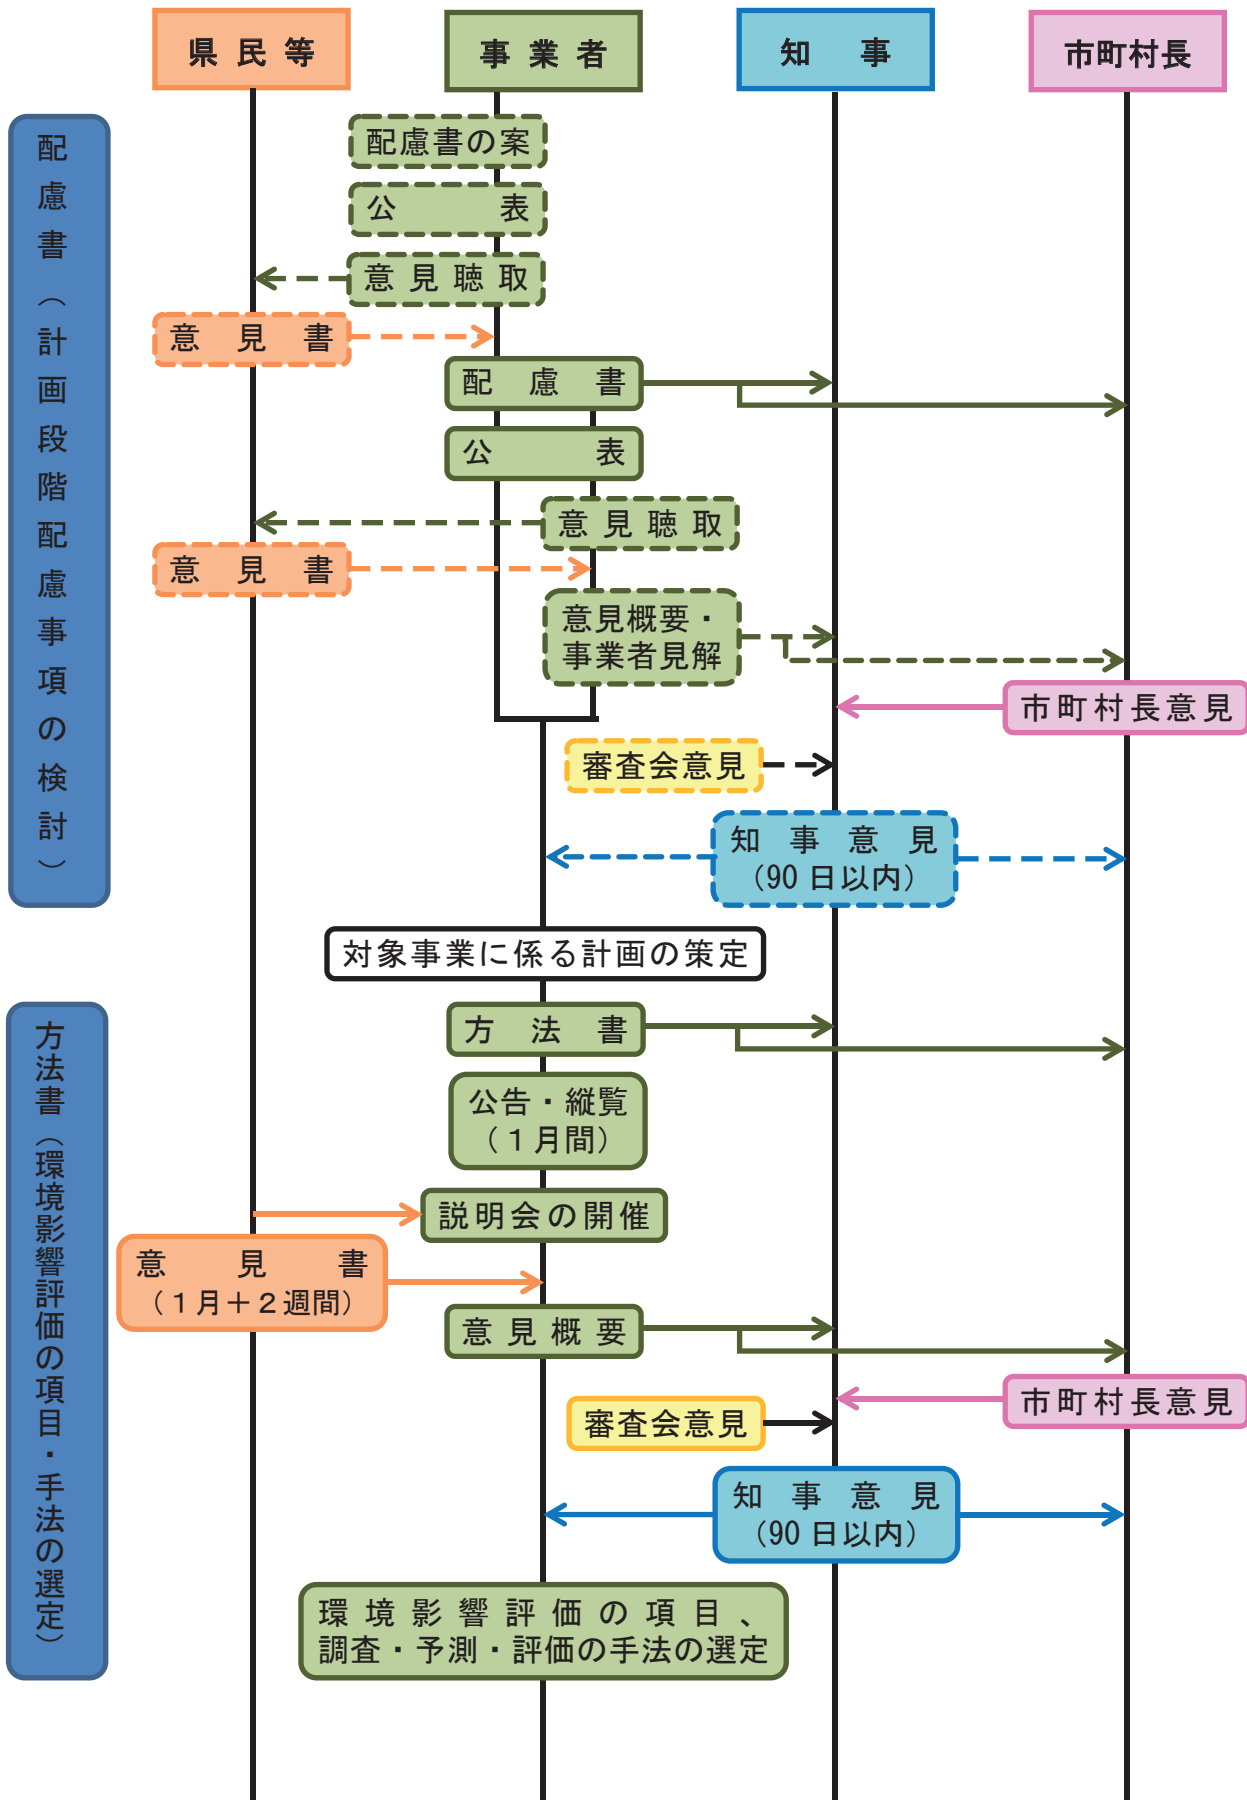 県民等
事業者
知事
市町村長
配慮書（計画段階配慮事項の検討）
配慮書の案
公表
意見聴取
意見書
配慮書
公表
意見聴取
意見書
意見概要・
事業者見解
市町村長意見
審査会意見
知事意見
（90日以内）
対象事業に係る計画の策定
方法書（環境影響評価の項目・手法の選定）
方法書
公告・縦覧
（１月間）
説明会の開催
意見書
（１月＋２週間）
意見概要
市町村長意見
審査会意見
知事意見
（90日以内）
環境影響評価の項目、
調査・予測・評価の手法の選定